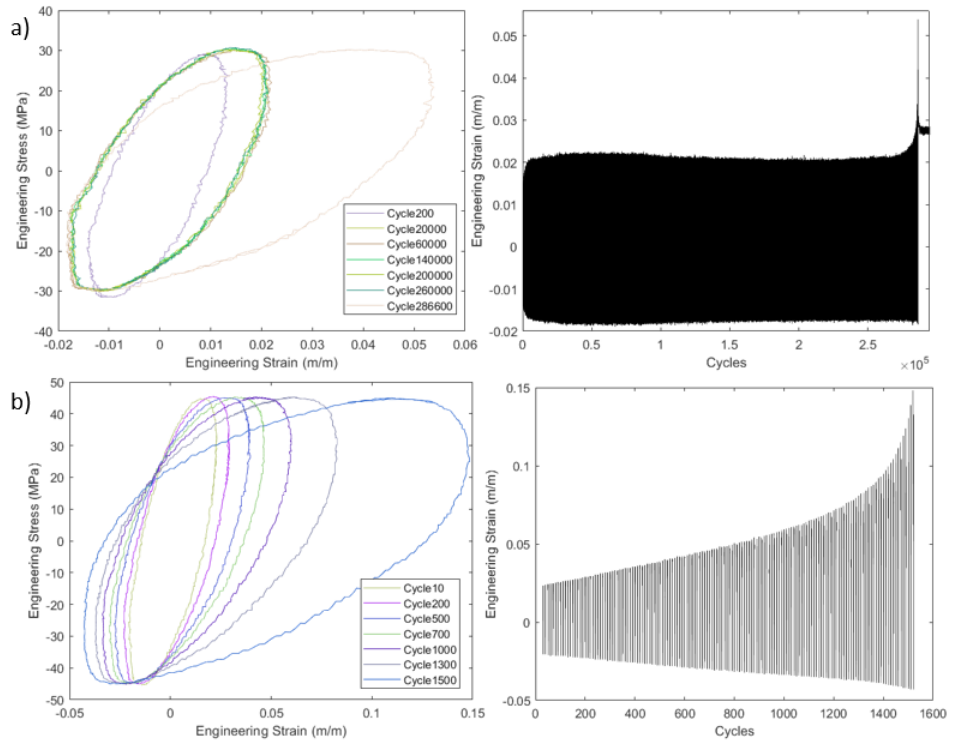 a)
40
30
20
10
0
-10
-20
-30
-40
Engineering Stress (MPa)
-0.02 -0.01 0 0.01 0.02 0.03 0.04 0.05 0.06
Engineering Strain (m/m)
Cycle200
Cycle20000
Cycle60000
Cycle140000
Cycle200000
Cycle260000
Cycle286600
0.05
0.04
0.03
0.02
0.01
0
-0.01
-0.02
Engineering Strain (m/m)
0 0.5 1 1.5 2 2.5
×10⁵
Cycles
b)
50
40
30
20
10
0
-10
-20
-30
-40
-50
Engineering Stress (MPa)
-0.05 0 0.05 0.1 0.15
Engineering Strain (m/m)
Cycle10
Cycle200
Cycle500
Cycle700
Cycle1000
Cycle1300
Cycle1500
0.15
0.1
0.05
0
-0.05
Engineering Strain (m/m)
0 200 400 600 800 1000 1200 1400 1600
Cycles